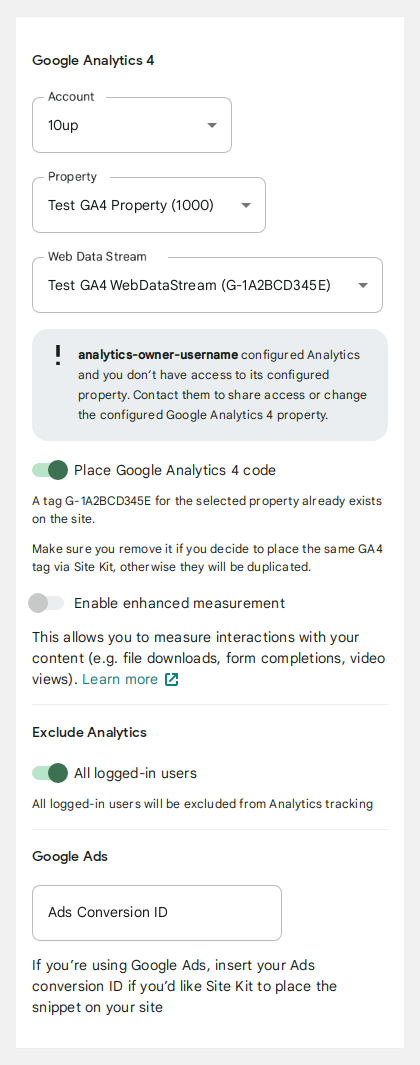 Google Analytics 4
Account
10up
Property
Test GA4 Property (1000)
Web Data Stream
Test GA4 WebDataStream (G-1A2BCD345E)
analytics-owner-username configured Analytics
and you don’t have access to its configured
property. Contact them to share access or change
the configured Google Analytics 4 property.
Place Google Analytics 4 code
A tag G-1A2BCD345E for the selected property already exists
on the site.
Make sure you remove it if you decide to place the same GA4
tag via Site Kit, otherwise they will be duplicated.
Enable enhanced measurement
This allows you to measure interactions with your
content (e.g. file downloads, form completions, video
views). Learn more
Exclude Analytics
All logged-in users
All logged-in users will be excluded from Analytics tracking
Google Ads
Ads Conversion ID
If you’re using Google Ads, insert your Ads
conversion ID if you’d like Site Kit to place the
snippet on your site